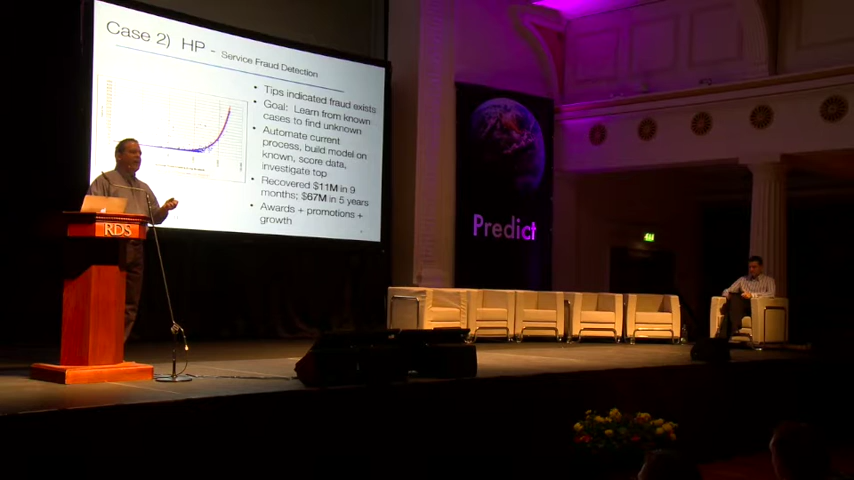 Case 2) HP - Service Fraud Detection
• Tips indicated fraud exists
• Goal: Learn from known
cases to find unknown
• Automate current
process, build model on
known, score data,
investigate top
• Recovered $11M in 9
months; $67M in 5 years
• Awards + promotions +
growth
RDS
Predict